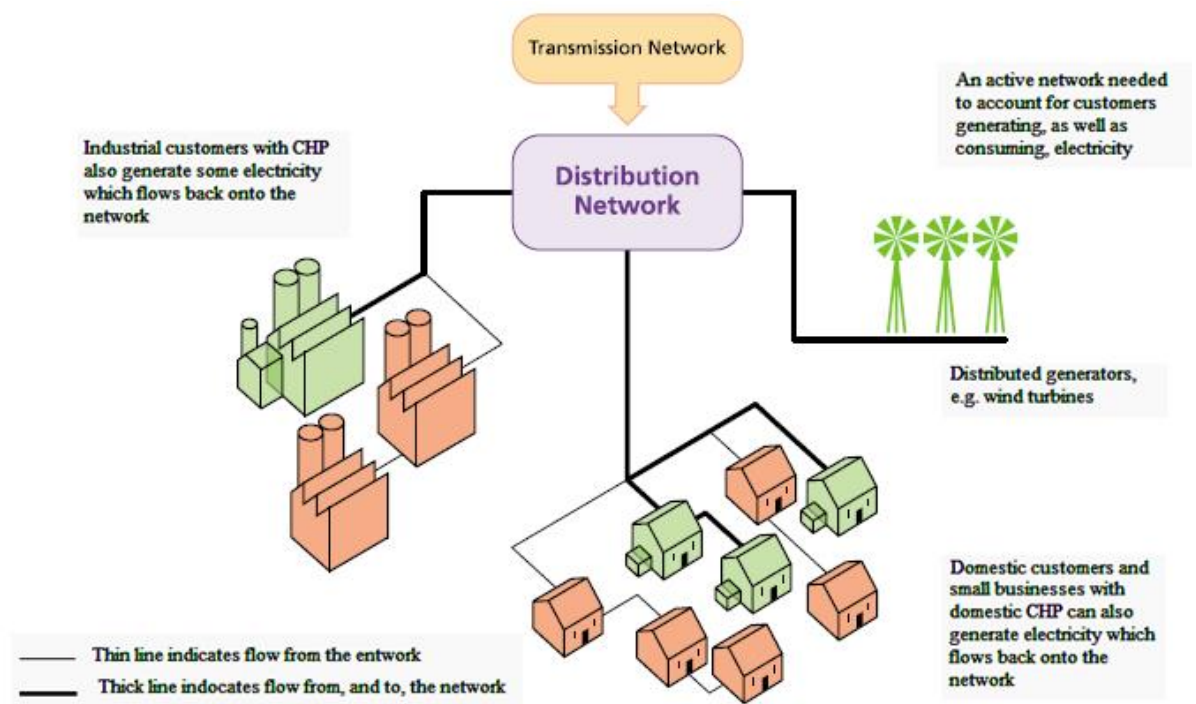 Transmission Network
An active network needed
to account for customers
generating, as well as
consuming, electricity
Industrial customers with CHP
also generate some electricity
which flows back onto the
network
Distribution
Network
Distributed generators,
e.g. wind turbines
Domestic customers and
small businesses with
domestic CHP can also
generate electricity which
flows back onto the
network
Thin line indicates flow from the entwork
Thick line indocates flow from, and to, the network